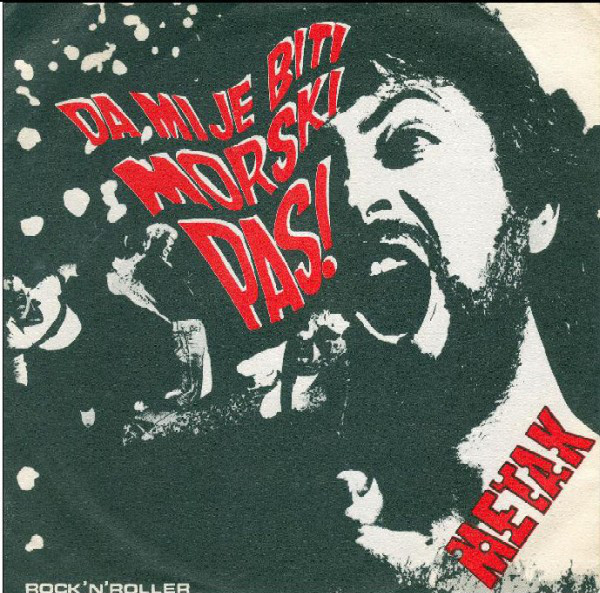 DA MI JE BITI
MORSKI
PAS!
METAK
ROCK'N'ROLLER